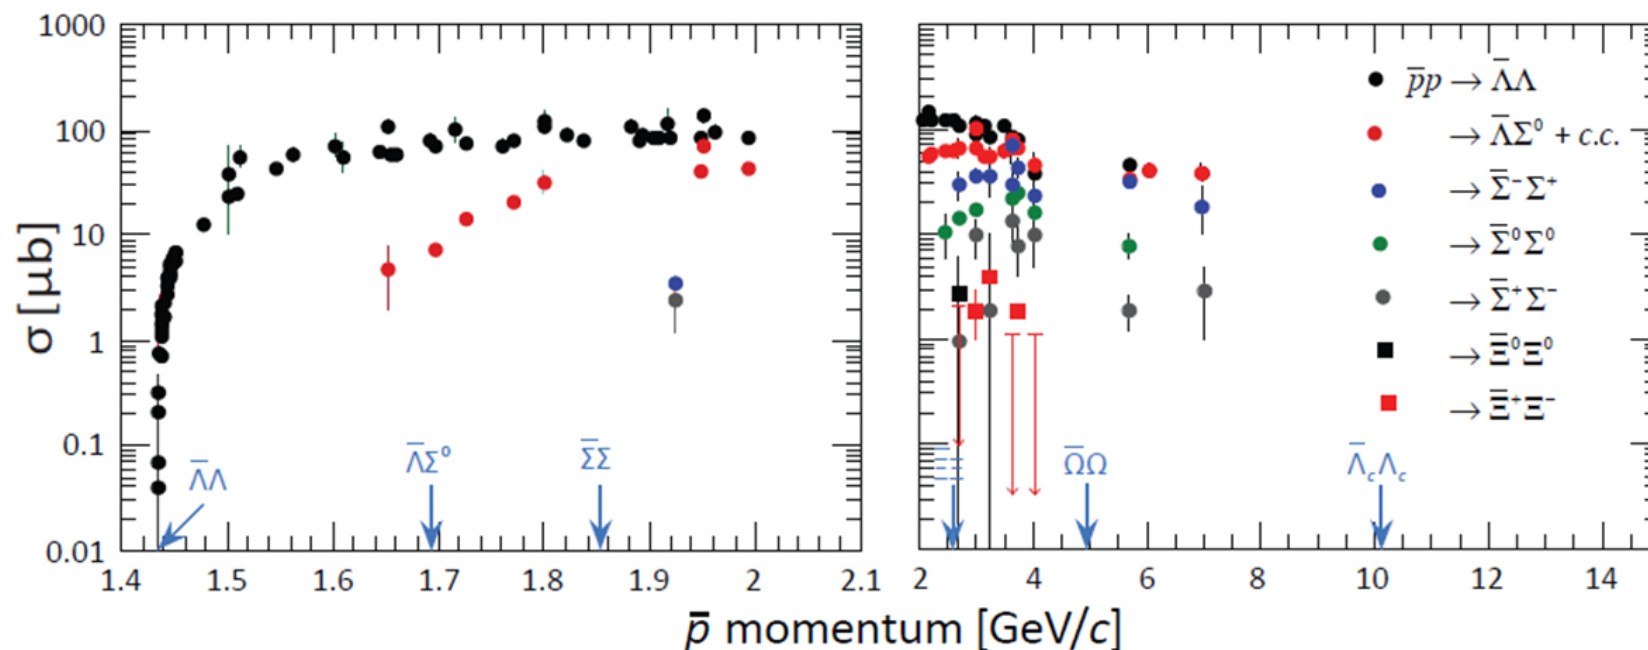 σ [μb]
1000
100
10
1
0.1
0.01
1.4 1.5 1.6 1.7 1.8 1.9 2 2.1
Λ̅Λ
Λ̅Σ⁰
Σ̅Σ
Ξ̅Ξ
Ω̅Ω
Λ̅cΛc
p̅p → Λ̅Λ
→ Λ̅Σ⁰ + c.c.
→ Σ̅⁻Σ⁺
→ Σ̅⁰Σ⁰
→ Σ̅⁺Σ⁻
→ Ξ̅⁰Ξ⁰
→ Ξ̅⁺Ξ⁻
2 4 6 8 10 12 14
p̅ momentum [GeV/c]